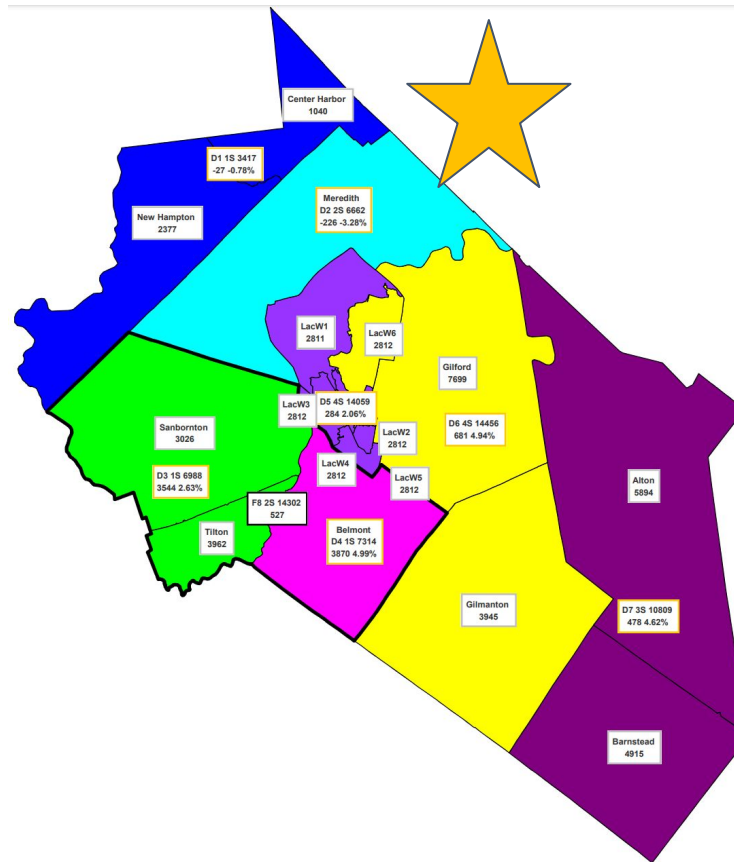 Center Harbor
1040
D1 1S 3417
-27 -0.78%
Meredith
D2 2S 6662
-226 -3.28%
New Hampton
2377
LacW1
2811
LacW6
2812
Gilford
7699
LacW3
2812
D5 4S 14059
284 2.06%
Sanbornton
3026
LacW2
2812
D6 4S 14456
681 4.94%
LacW4
2812
D3 1S 6988
3544 2.63%
LacW5
2812
Alton
5894
F8 2S 14302
527
Tilton
3962
Belmont
D4 1S 7314
3870 4.99%
Gilmanton
3945
D7 3S 10809
478 4.62%
Barnstead
4915